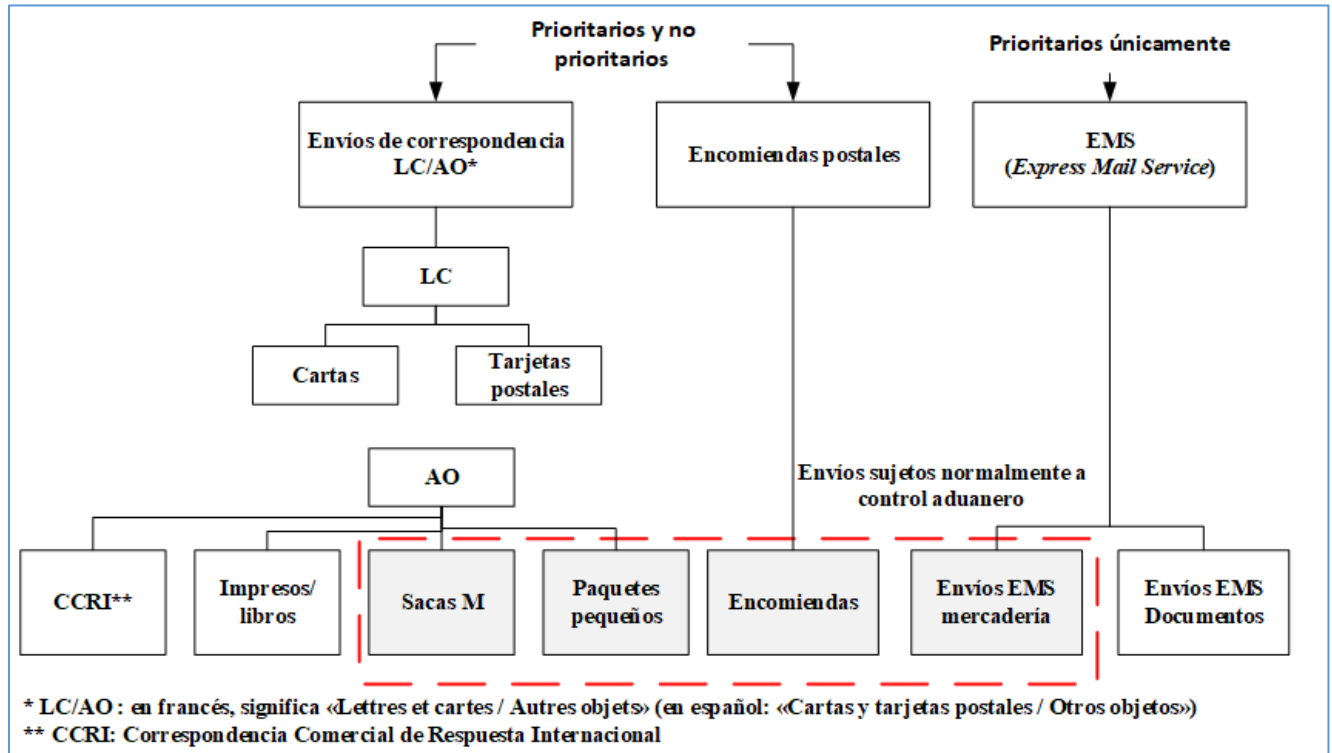 Prioritarios y no
prioritarios
Prioritarios únicamente
Envíos de correspondencia
LC/AO*
Encomiendas postales
EMS
(Express Mail Service)
LC
Cartas
Tarjetas
postales
AO
Envíos sujetos normalmente a
control aduanero
CCRI**
Impresos/
libros
Sacas M
Paquetes
pequeños
Encomiendas
Envíos EMS
mercadería
Envíos EMS
Documentos
* LC/AO : en francés, significa «Lettres et cartes / Autres objets» (en español: «Cartas y tarjetas postales / Otros objetos»)
** CCRI: Correspondencia Comercial de Respuesta Internacional